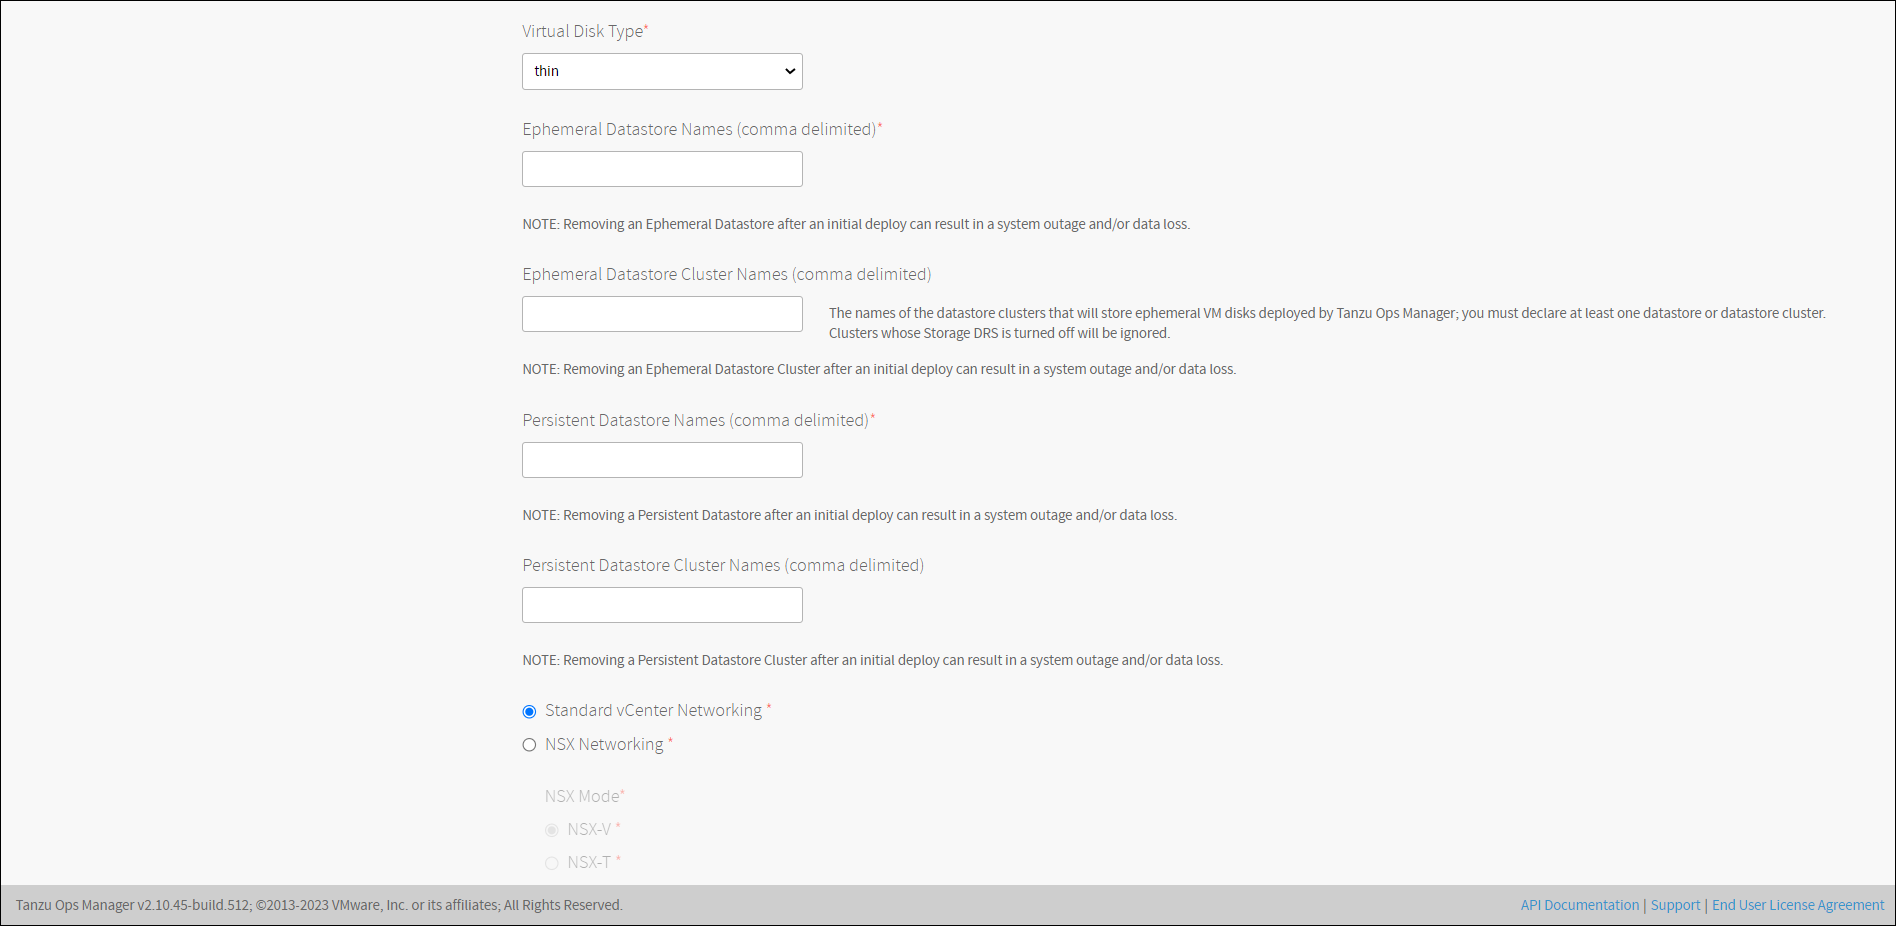 Virtual Disk Type*
thin
Ephemeral Datastore Names (comma delimited)*
NOTE: Removing an Ephemeral Datastore after an initial deploy can result in a system outage and/or data loss.
Ephemeral Datastore Cluster Names (comma delimited)
The names of the datastore clusters that will store ephemeral VM disks deployed by Tanzu Ops Manager; you must declare at least one datastore or datastore cluster.
Clusters whose Storage DRS is turned off will be ignored.
NOTE: Removing an Ephemeral Datastore Cluster after an initial deploy can result in a system outage and/or data loss.
Persistent Datastore Names (comma delimited)*
NOTE: Removing a Persistent Datastore after an initial deploy can result in a system outage and/or data loss.
Persistent Datastore Cluster Names (comma delimited)
NOTE: Removing a Persistent Datastore Cluster after an initial deploy can result in a system outage and/or data loss.
Standard vCenter Networking *
NSX Networking *
NSX Mode*
NSX-V *
NSX-T *
Tanzu Ops Manager v2.10.45-build.512; ©2013-2023 VMware, Inc. or its affiliates; All Rights Reserved.
API Documentation | Support | End User License Agreement